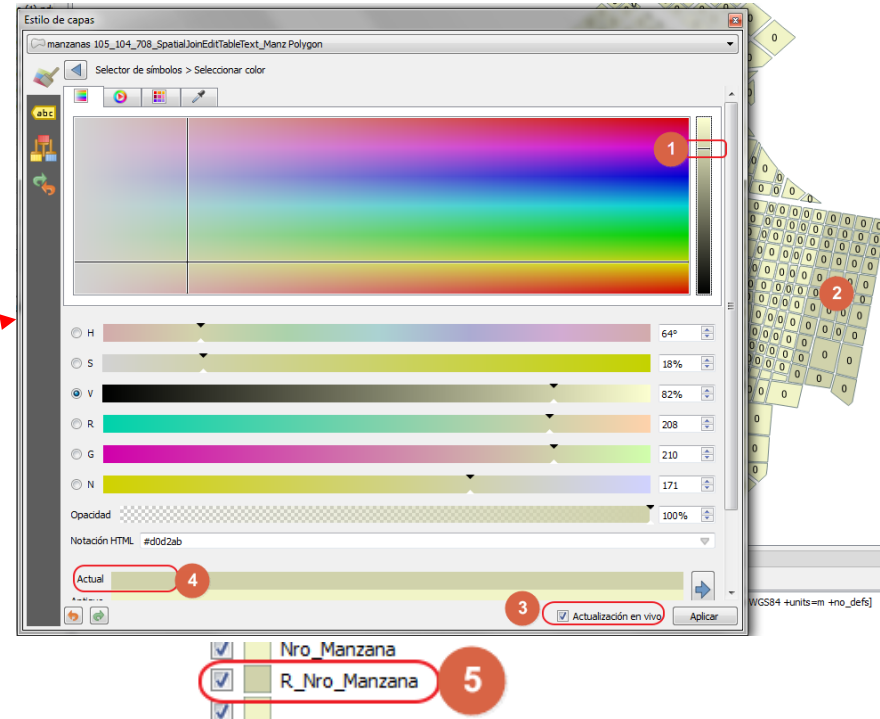 Estilo de capas
manzanas 105_104_708_SpatialJoinEditTableText_Manz Polygon
Selector de símbolos > Seleccionar color
abc
1
2
H 64°
S 18%
V 82%
R 208
G 210
N 171
Opacidad 100%
Notación HTML #d0d2ab
Actual 4
3 Actualización en vivo Aplicar
WGS84 +units=m +no_defs]
Nro_Manzana
R_Nro_Manzana 5